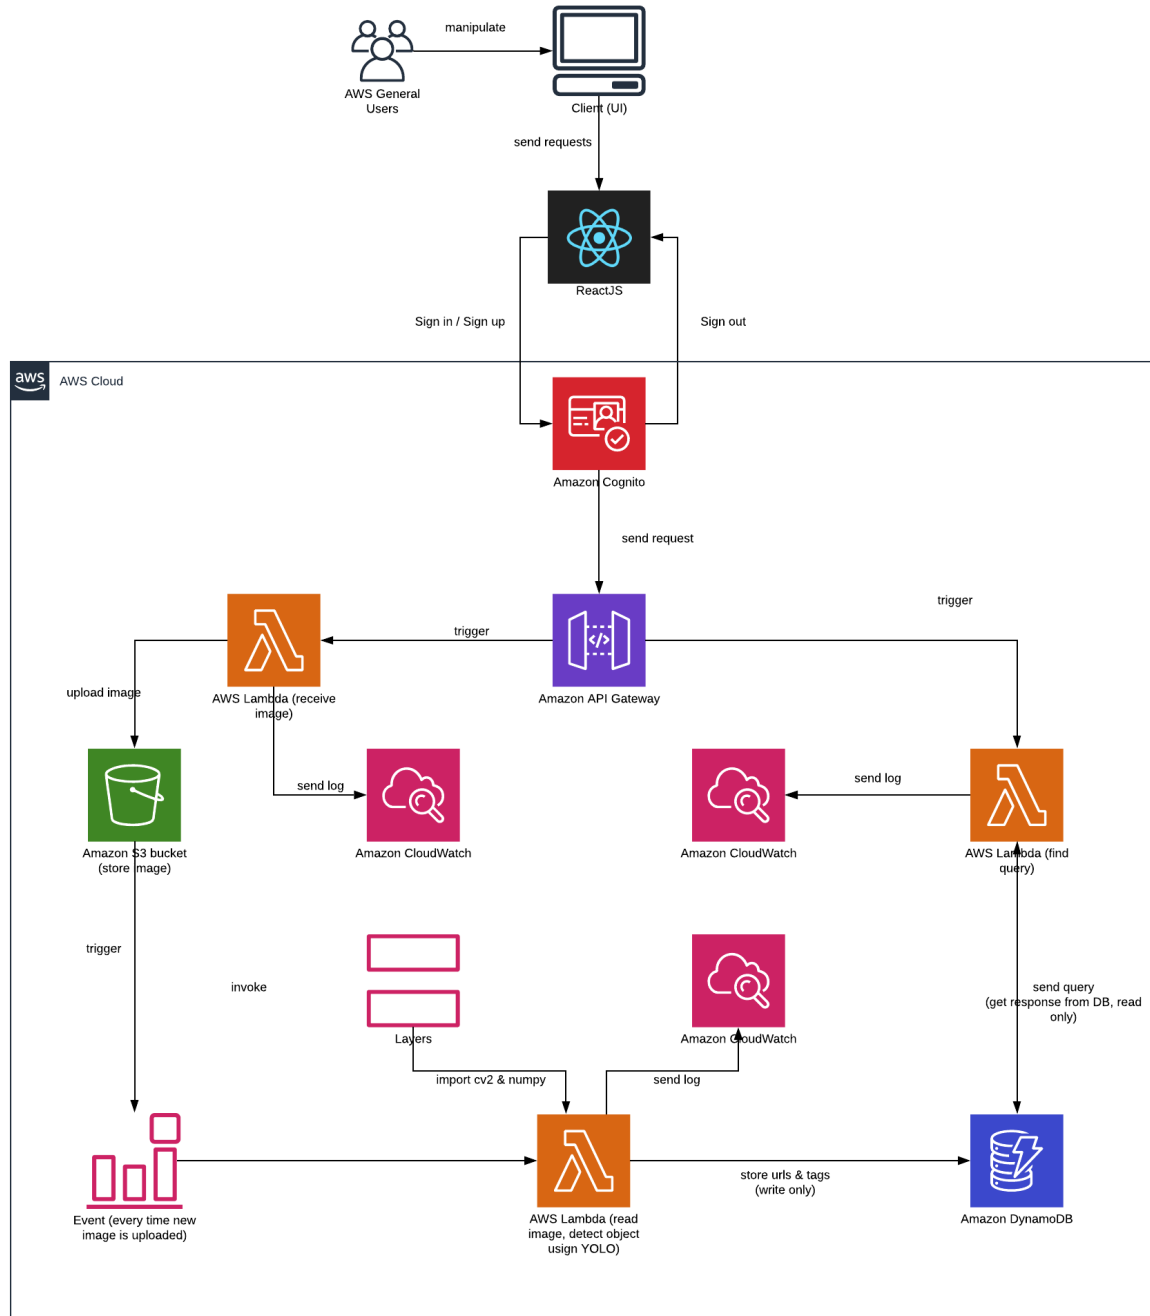 manipulate
AWS General
Users
Client (UI)
send requests
ReactJS
Sign in / Sign up
Sign out
aws
AWS Cloud
Amazon Cognito
send request
trigger
trigger
AWS Lambda (receive
image)
Amazon API Gateway
upload image
send log
send log
Amazon S3 bucket
(store image)
Amazon CloudWatch
Amazon CloudWatch
AWS Lambda (find
query)
trigger
invoke
send query
(get response from DB, read
only)
Layers
Amazon CloudWatch
import cv2 & numpy
send log
store urls & tags
(write only)
Event (every time new
image is uploaded)
AWS Lambda (read
image, detect object
usign YOLO)
Amazon DynamoDB